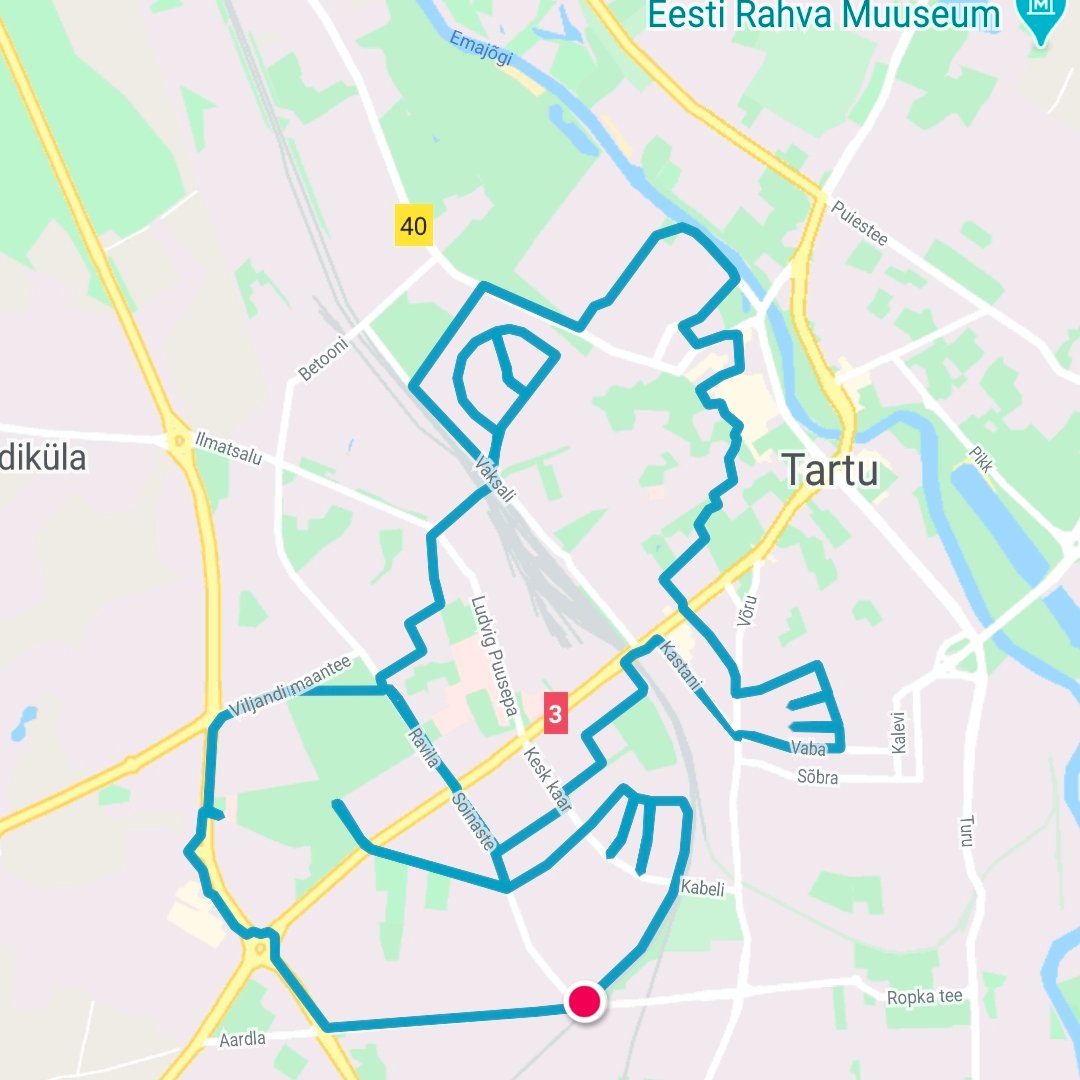 Eesti Rahva Muuseum
Emajõgi
40
Puiestee
Betooni
diküla
Ilmatsalu
Vaksali
Tartu
Pikk
Ludvig Puusepa
Võru
Viljandi maantee
Kastani
3
Ravila
Kesk kaar
Vaba
Kalevi
Sõbra
Soinaste
Turu
Kabeli
Ropka tee
Aardla